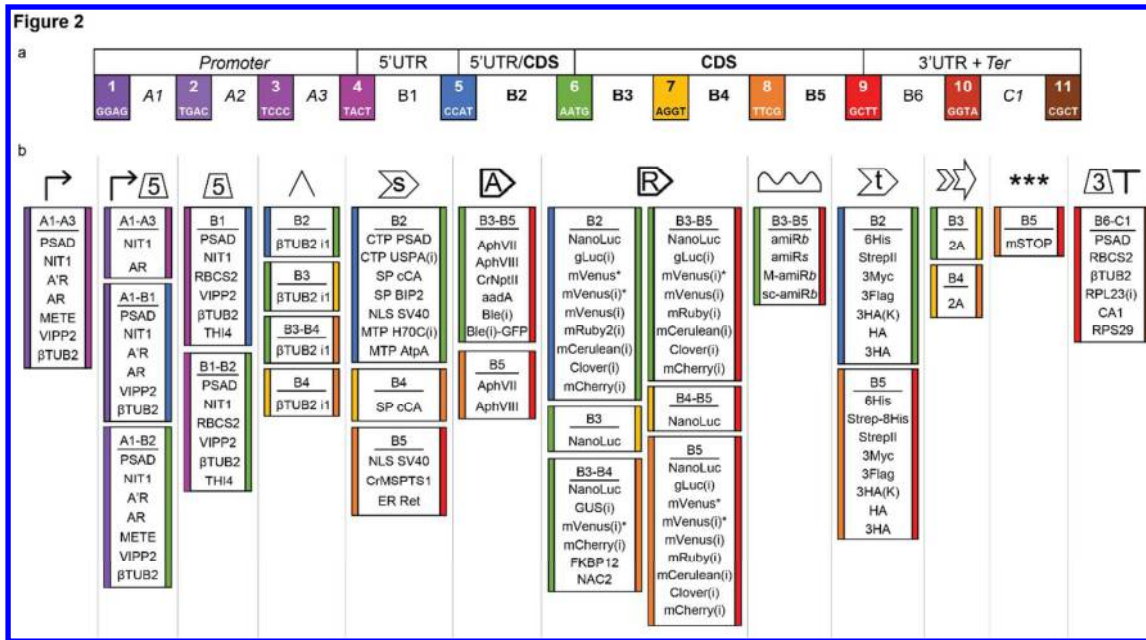 Figure 2
a
Promoter 5'UTR 5'UTR/CDS CDS 3'UTR + Ter
1 A1 2 A2 3 A3 4 B1 5 B2 6 B3 7 B4 8 B5 9 B6 10 C1 11
GGAG TGAC TCCC TACT CCAT AATG AGGT TTCG GCTT GGTA CGCT
b
5 5 S A R t *** 3
A1-A3
PSAD
NIT1
A'R
AR
METE
VIPP2
βTUB2
A1-A3
NIT1
AR
A1-B1
PSAD
NIT1
A'R
AR
VIPP2
βTUB2
A1-B2
PSAD
NIT1
A'R
AR
METE
VIPP2
βTUB2
B1
PSAD
NIT1
RBCS2
VIPP2
βTUB2
THI4
B1-B2
PSAD
NIT1
RBCS2
VIPP2
βTUB2
THI4
B2
βTUB2 i1
B3
βTUB2 i1
B3-B4
βTUB2 i1
B4
βTUB2 i1
B2
CTP PSAD
CTP USPA(i)
SP cCA
SP BIP2
NLS SV40
MTP H70C(i)
MTP AtpA
B4
SP cCA
B5
NLS SV40
CrMSPTS1
ER Ret
B3-B5
AphVII
AphVIII
CrNptII
aadA
Ble(i)
Ble(i)-GFP
B5
AphVII
AphVIII
B2
NanoLuc
gLuc(i)
mVenus*
mVenus(i)*
mVenus(i)
mRuby2(i)
mCerulean(i)
Clover(i)
mCherry(i)
B3
NanoLuc
B3-B4
NanoLuc
GUS(i)
mVenus(i)*
mCherry(i)
FKBP12
NAC2
B3-B5
NanoLuc
gLuc(i)
mVenus(i)*
mVenus(i)
mRuby(i)
mCerulean(i)
Clover(i)
mCherry(i)
B4-B5
NanoLuc
B5
NanoLuc
gLuc(i)
mVenus*
mVenus(i)*
mVenus(i)
mRuby(i)
mCerulean(i)
Clover(i)
mCherry(i)
B3-B5
amiRb
amiRs
M-amiRb
sc-amiRb
B2
6His
StrepII
3Myc
3Flag
3HA(K)
HA
3HA
B5
6His
Strep-8His
StrepII
3Myc
3Flag
3HA(K)
HA
3HA
B3
2A
B4
2A
B5
mSTOP
B6-C1
PSAD
RBCS2
βTUB2
RPL23(i)
CA1
RPS29